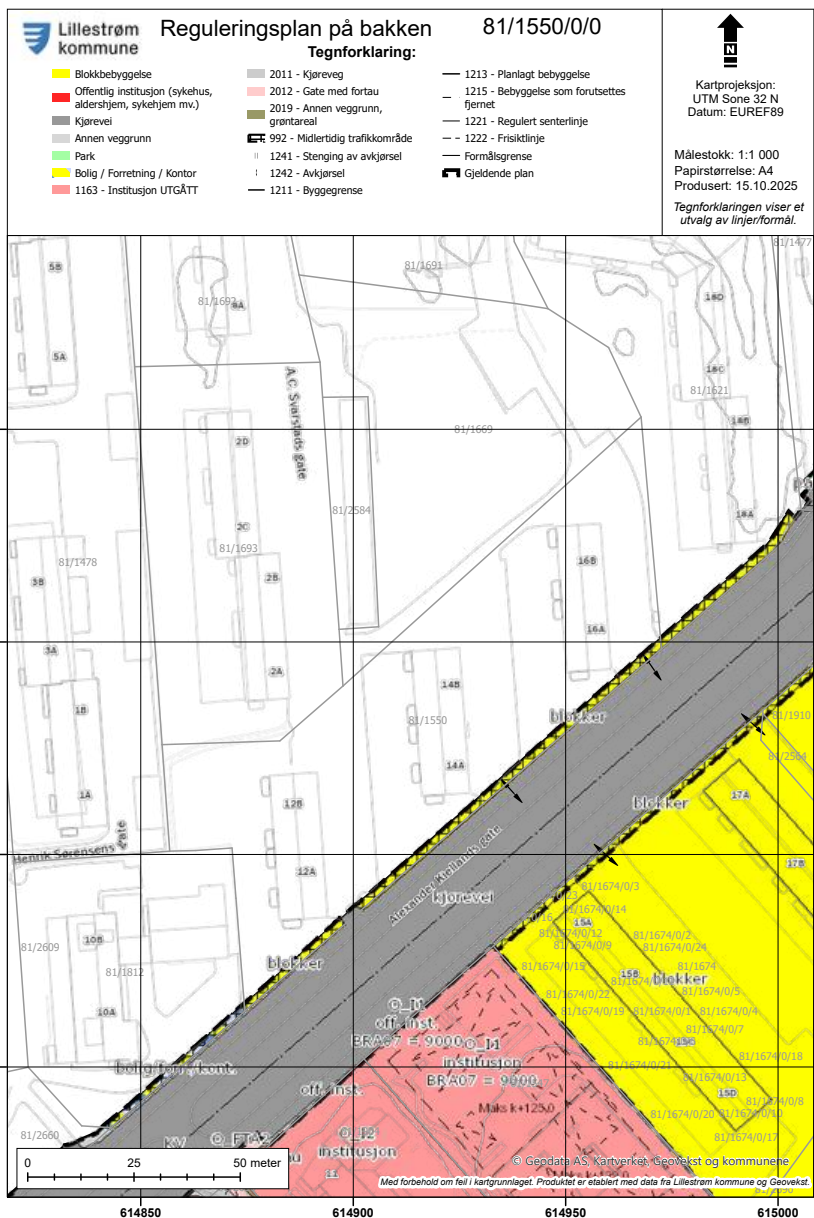 Lillestrøm
kommune
Reguleringsplan på bakken
81/1550/0/0
Tegnforklaring:
Blokkbebyggelse
Offentlig institusjon (sykehus,
aldershjem, sykehjem mv.)
Kjørevei
Annen veggrunn
Park
Bolig / Forretning / Kontor
1163 - Institusjon UTGÅTT
2011 - Kjøreveg
2012 - Gate med fortau
2019 - Annen veggrunn,
grøntareal
992 - Midlertidig trafikkområde
1241 - Stenging av avkjørsel
1242 - Avkjørsel
1211 - Byggegrense
1213 - Planlagt bebyggelse
1215 - Bebyggelse som forutsettes
fjernet
1221 - Regulert senterlinje
1222 - Frisiktlinje
Formålsgrense
Gjeldende plan
N
Kartprojeksjon:
UTM Sone 32 N
Datum: EUREF89
Målestokk: 1:1 000
Papirstørrelse: A4
Produsert: 15.10.2025
Tegnforklaringen viser et
utvalg av linjer/formål.
81/1477
5B
81/1691
81/1692
8A
18D
5A
18C
A.C. Svarstads gate
81/1621
18B
81/1669
2D
81/2584
18A
2C
81/1693
81/1478
16B
3B
2B
16A
3A
2A
14B
1B
81/1550
blokker
81/1910
81/2564
14A
1A
12B
17A
blokker
Henrik Sørensens gate
Alexander Kiellands gate
17B
12A
81/1674/0/3
kjørevei
81/1674/0/14
15A
81/1674/0/12
81/1674/0/2
10B
81/2609
81/1674/0/9
81/1674/0/24
blokker
81/1812
81/1674/0/15
81/1674
15B
blokker
81/1674/0/22
81/1674/0/5
O_I1
off. inst.
BRA07 = 9000
10A
81/1674/0/19
81/1674/0/1
81/1674/0/4
81/1674/0/7
O_I1
institusjon
BRA07 = 9000
81/1674/0/18
bolig/forr./kont.
81/1674/0/21
81/1674/0/13
off. inst.
15D
81/1674/0/8
Maks k+125,0
81/1674/0/20
81/1674/0/10
81/2660
KV
O_FTA2
O_I2
institusjon
81/1674/0/17
11
0
25
50 meter
© Geodata AS, Kartverket, Geovekst og kommunene
Med forbehold om feil i kartgrunnlaget. Produktet er etablert med data fra Lillestrøm kommune og Geovekst.
614850
614900
614950
615000